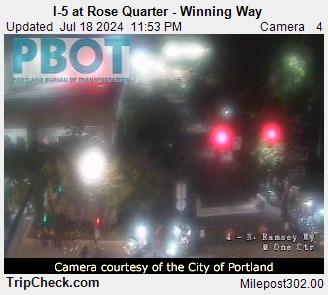 I-5 at Rose Quarter - Winning Way
Updated Jul 18 2024 11:53 PM Camera 4
PBOT
PORTLAND BUREAU OF TRANSPORTATION
4 - N. Ramsey Wy
@ One Ctr
Camera courtesy of the City of Portland
TripCheck.com Milepost302.00